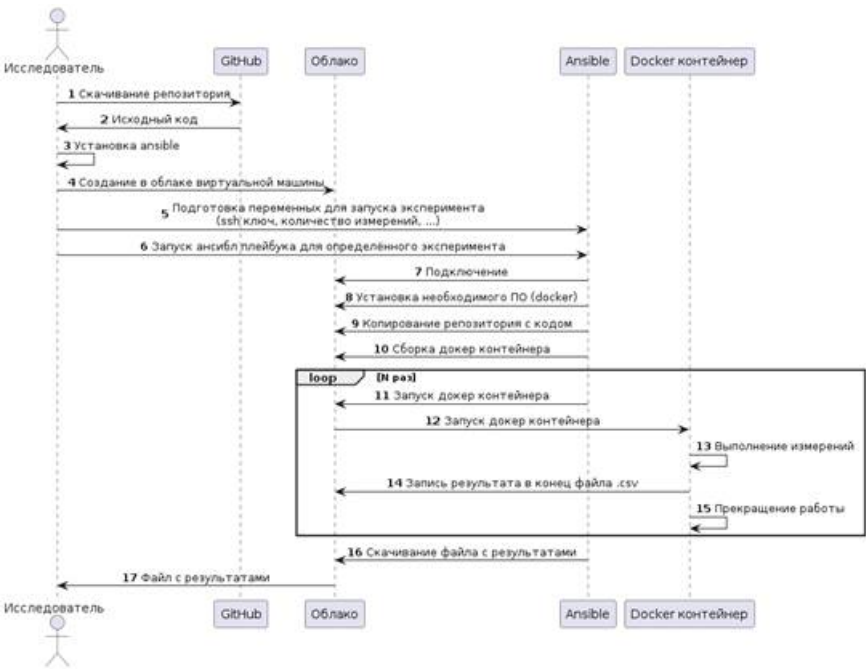 Исследователь
GitHub
Облако
Ansible
Docker контейнер
1 Скачивание репозитория
2 Исходный код
3 Установка ansible
4 Создание в облаке виртуальной машины
5 Подготовка переменных для запуска эксперимента
(ssh ключ, количество измерений, ...)
6 Запуск ансибл плейбука для определённого эксперимента
7 Подключение
8 Установка необходимого ПО (docker)
9 Копирование репозитория с кодом
10 Сборка докер контейнера
loop [N раз]
11 Запуск докер контейнера
12 Запуск докер контейнера
13 Выполнение измерений
14 Запись результата в конец файла .csv
15 Прекращение работы
16 Скачивание файла с результатами
17 Файл с результатами
Исследователь
GitHub
Облако
Ansible
Docker контейнер